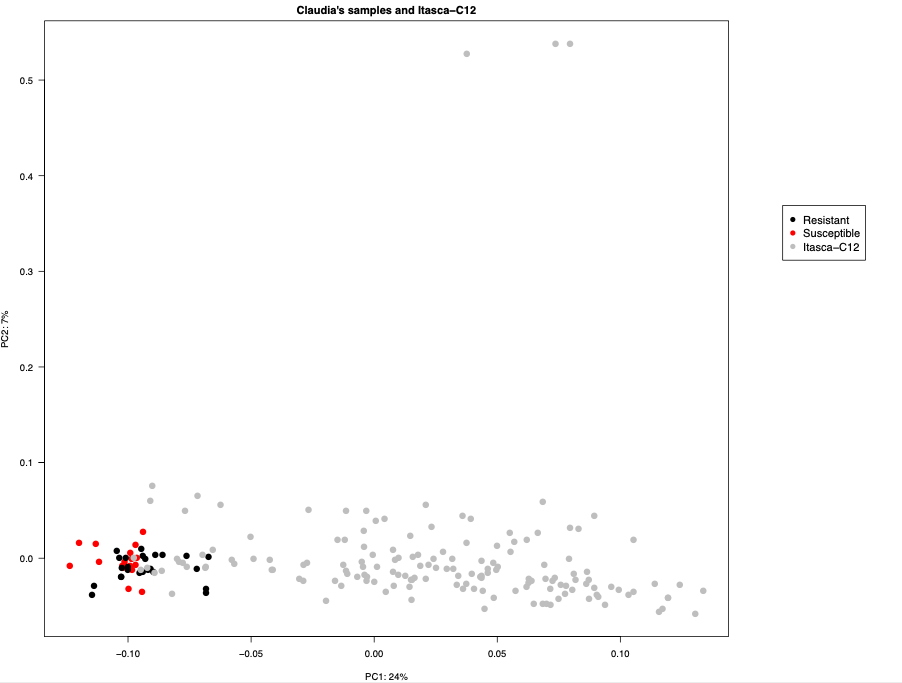 Claudia's samples and Itasca−C12
PC2: 7%
0.5
0.4
0.3
0.2
0.1
0.0
−0.10
−0.05
0.00
0.05
0.10
PC1: 24%
Resistant
Susceptible
Itasca−C12